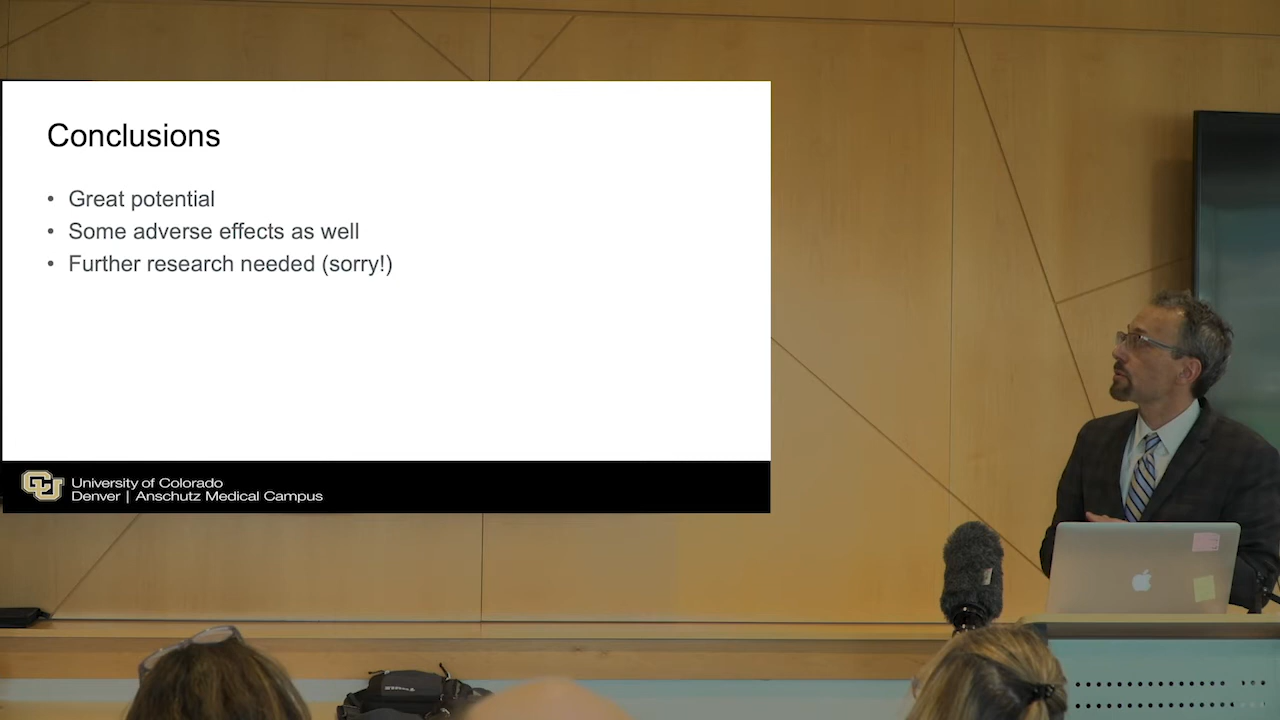 Conclusions
• Great potential
• Some adverse effects as well
• Further research needed (sorry!)
University of Colorado
Denver | Anschutz Medical Campus